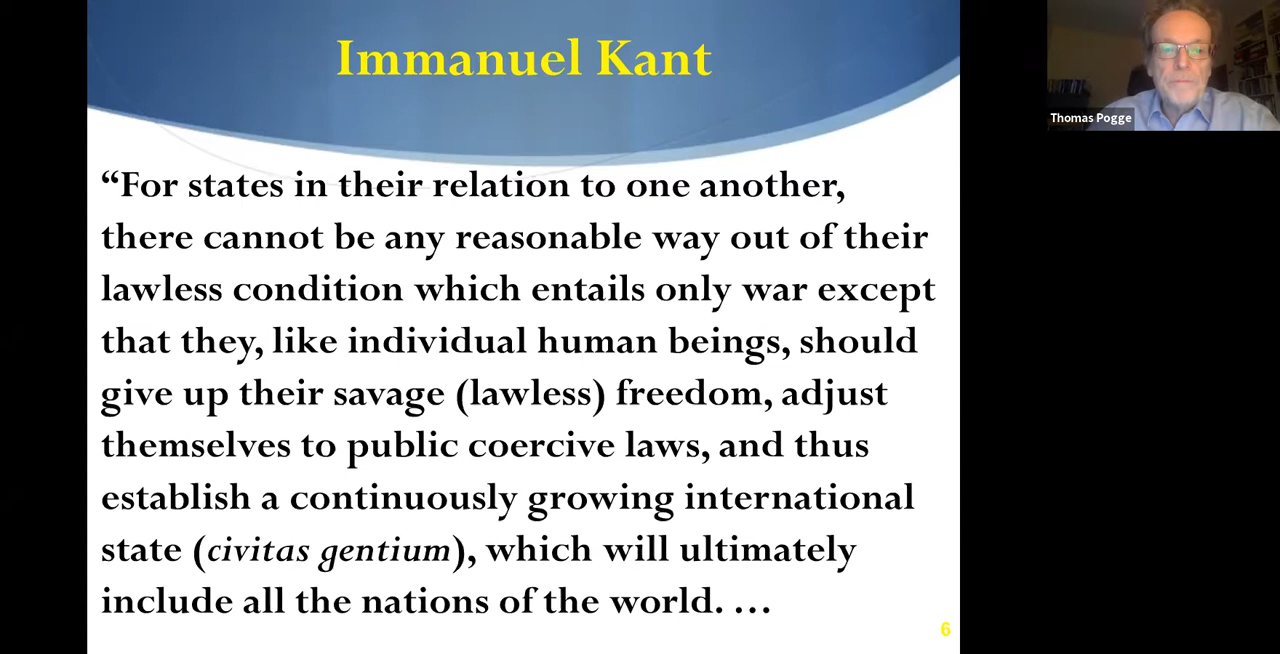 Immanuel Kant
Thomas Pogge
“For states in their relation to one another,
there cannot be any reasonable way out of their
lawless condition which entails only war except
that they, like individual human beings, should
give up their savage (lawless) freedom, adjust
themselves to public coercive laws, and thus
establish a continuously growing international
state (civitas gentium), which will ultimately
include all the nations of the world. …
6